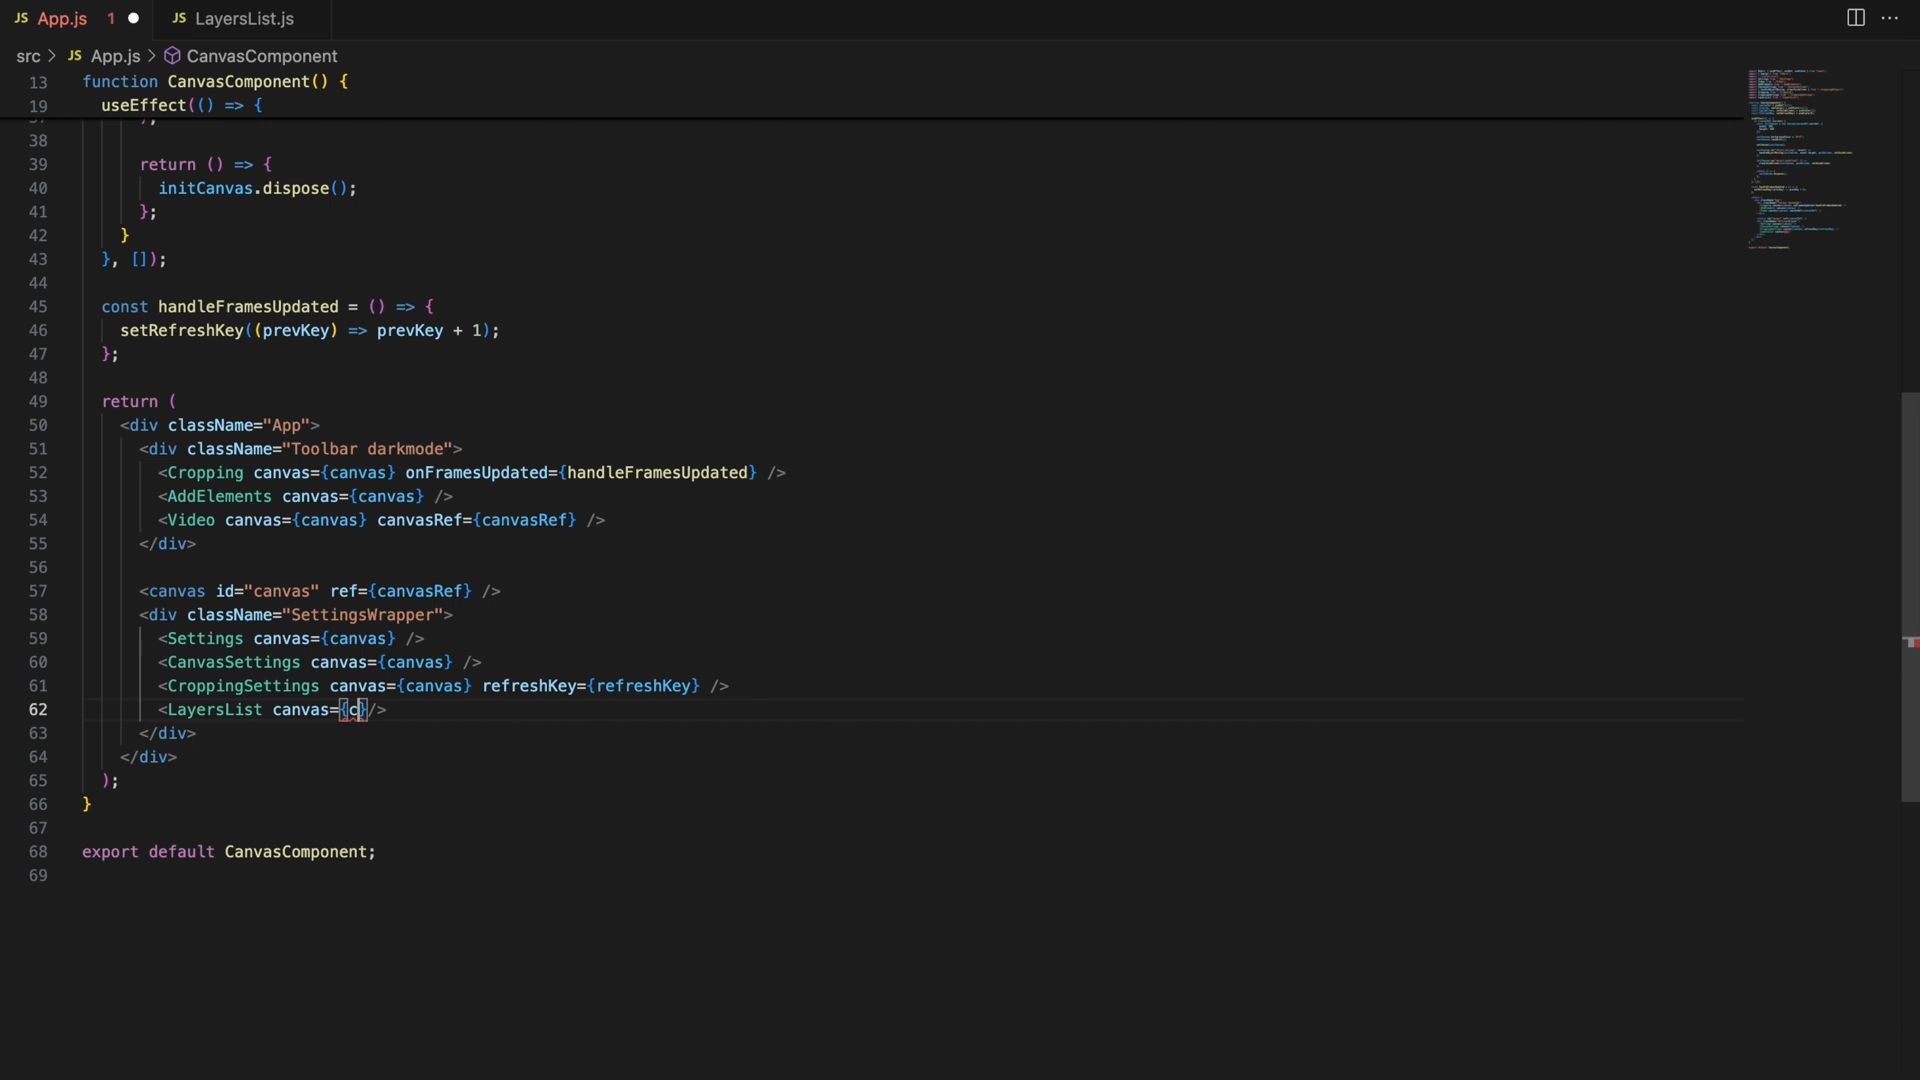 JS App.js 1 JS LayersList.js
src > JS App.js > CanvasComponent
13 function CanvasComponent() {
19 useEffect(() => {
37 );
38
39 return () => {
40 initCanvas.dispose();
41 };
42 }
43 }, []);
44
45 const handleFramesUpdated = () => {
46 setRefreshKey((prevKey) => prevKey + 1);
47 };
48
49 return (
50 <div className="App">
51 <div className="Toolbar darkmode">
52 <Cropping canvas={canvas} onFramesUpdated={handleFramesUpdated} />
53 <AddElements canvas={canvas} />
54 <Video canvas={canvas} canvasRef={canvasRef} />
55 </div>
56
57 <canvas id="canvas" ref={canvasRef} />
58 <div className="SettingsWrapper">
59 <Settings canvas={canvas} />
60 <CanvasSettings canvas={canvas} />
61 <CroppingSettings canvas={canvas} refreshKey={refreshKey} />
62 <LayersList canvas={c}/>
63 </div>
64 </div>
65 );
66 }
67
68 export default CanvasComponent;
69